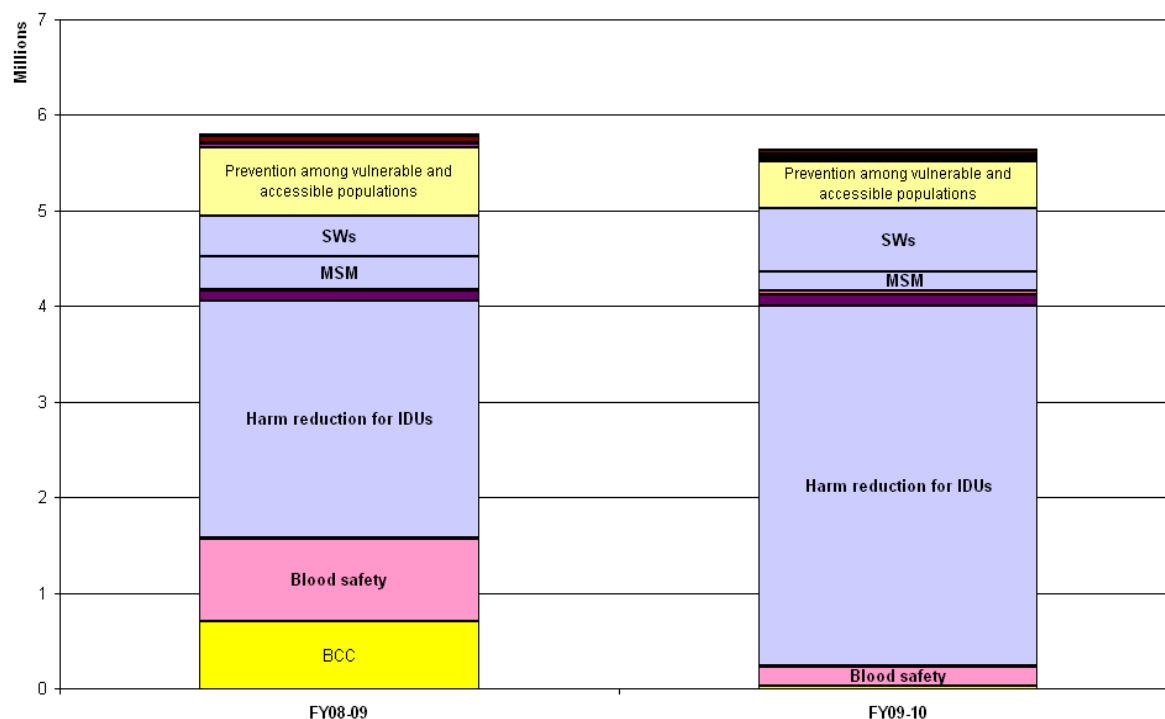 Millions
7
6
5
4
3
2
1
0
Prevention among vulnerable and
accessible populations
SWs
MSM
Harm reduction for IDUs
Blood safety
BCC
FY08-09
Prevention among vulnerable and
accessible populations
SWs
MSM
Harm reduction for IDUs
Blood safety
FY09-10